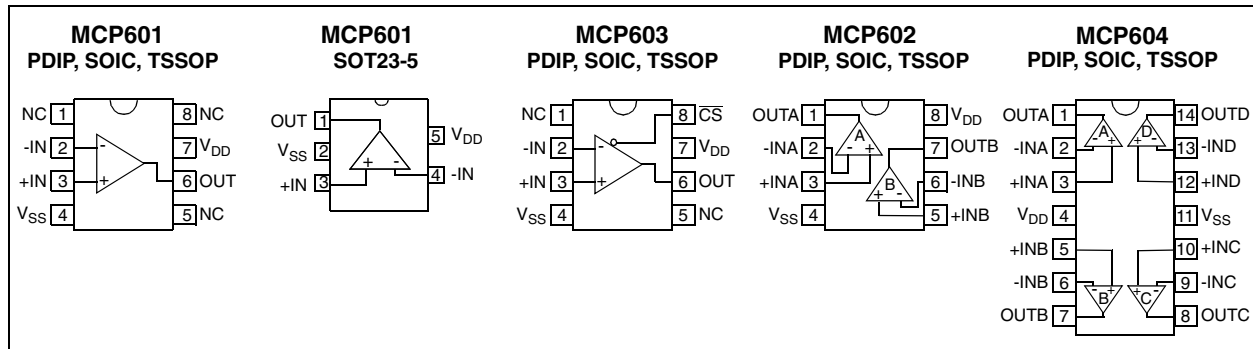 MCP601
PDIP, SOIC, TSSOP
NC 1
-IN 2
+IN 3
VSS 4
8 NC
7 VDD
6 OUT
5 NC
-
+
MCP601
SOT23-5
OUT 1
VSS 2
+IN 3
5 VDD
4 -IN
+ -
MCP603
PDIP, SOIC, TSSOP
NC 1
-IN 2
+IN 3
VSS 4
8 CS
7 VDD
6 OUT
5 NC
-
+
MCP602
PDIP, SOIC, TSSOP
OUTA 1
-INA 2
+INA 3
VSS 4
8 VDD
7 OUTB
6 -INB
5 +INB
A
- +
B
+ -
MCP604
PDIP, SOIC, TSSOP
OUTA 1
-INA 2
+INA 3
VDD 4
+INB 5
-INB 6
OUTB 7
14 OUTD
13 -IND
12 +IND
11 VSS
10 +INC
9 -INC
8 OUTC
A
- +
D
+ -
- +
B
+ -
C